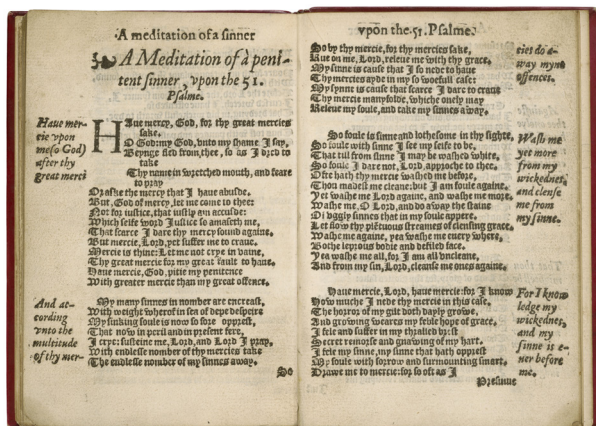 A meditation of a sinner
A Meditation of à peni-
tent sinner, vpon the 51.
Psalme.
Haue mer-
cie vpon
me(o God)
after thy
great merci
HAue mercy, God, for thy great mercies
sake,
O God: my God, vnto my shame I say,
Beynge fled from thee, so as I dred to
take
Thy name in wretched mouth, and feare
to pray
Or aske the mercy that I haue abusde.
But, God of mercy, let me come to thee:
Not for iustice, that iustly am accusde:
Which selfe word Iustice so amaseth me,
That scarce I dare thy mercy sound againe.
But mercie, Lord, yet suffer me to craue.
Mercie is thine: Let me not crye in vaine,
Thy great mercie for my great fault to haue.
Haue mercie, God, pitie my penitence
With greater mercie than my great offence.
And ac-
cording
vnto the
multitude
of thy mer-
My many sinnes in nomber are encreast,
With weight wherof in sea of depe despeire
My sinking soule is now so sore opprest,
That now in peril and in present fere,
I crye: susteine me, Lord, and Lord I pray,
With endlesse nomber of thy mercies take
The endlesse nomber of my sinnes away.
So
vpon the 51. Psalme.
So by thy mercie, for thy mercies sake,
Rue on me, Lord, releue me with thy grace.
My sinne is cause that I so nede to haue
Thy mercies ayde in my so woefull case:
My synne is cause that scarce I dare to craue
Thy mercie manyfolde, whiche onely may
Releue my soule, and take my sinnes away.
cies do a-
way myne
offences.
So foule is sinne and lothesome in thy sighte,
So foule with sinne I see my selfe to be,
That till from sinne I may be washed white,
So foule I dare not, Lord, approche to thee.
Ofte hath thy mercie washed me before,
Thou madest me cleane: but I am foule againe.
Yet washe me Lord againe, and washe me more.
Washe me, O Lord, and do away the staine
Of vggly sinnes that in my soule appere.
Let flow thy plētuous streames of clensing grace.
Washe me againe, yea washe me euery where,
Bothe leprous bodie and defiled face.
Yea washe me all, for I am all vncleane,
And from my sin, Lord, cleanse me ones againe.
Wash me
yet more
from my
wickednes,
and clense
me from
my sinne.
Haue mercie, Lord, haue mercie: for I know
How muche I nede thy mercie in this case.
The horror of my gilt doth dayly growe,
And growing weares my feble hope of grace.
I fele and suffer in my thralled brest
Secret remorse and gnawing of my hart.
I fele my sinne, my sinne that hath opprest
My soule with sorrow and surmounting smart.
Drawe me to mercie: for so oft as I
For I know
ledge my
wickednes,
and my
sinne is e-
uer before
me.
Presume